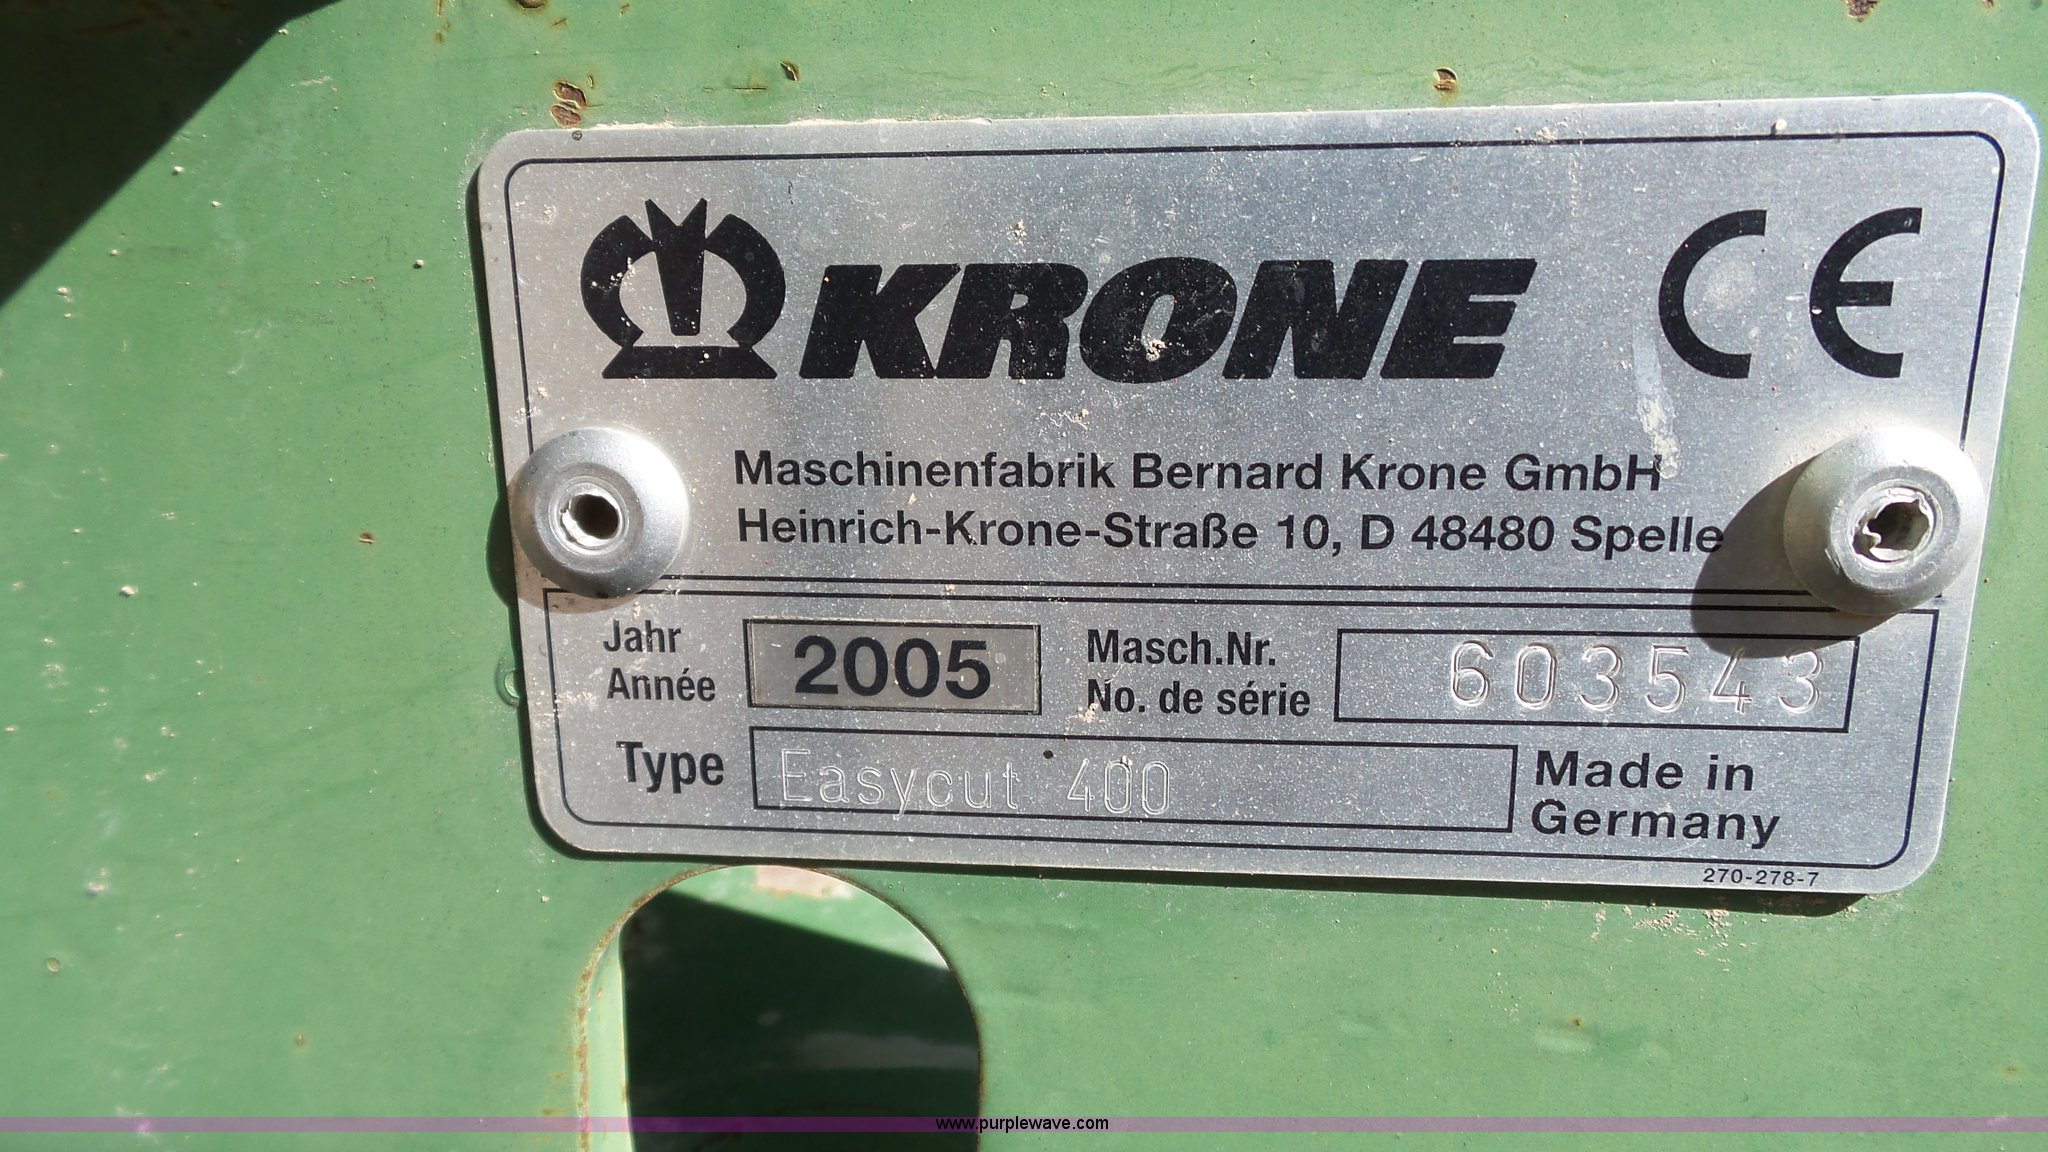 KRONE CE
Maschinenfabrik Bernard Krone GmbH
Heinrich-Krone-Straße 10, D 48480 Spelle
Jahr
Année
2005
Masch.Nr.
No. de série
603543
Type
Easycut 400
Made in
Germany
270-278-7
www.purplewave.com